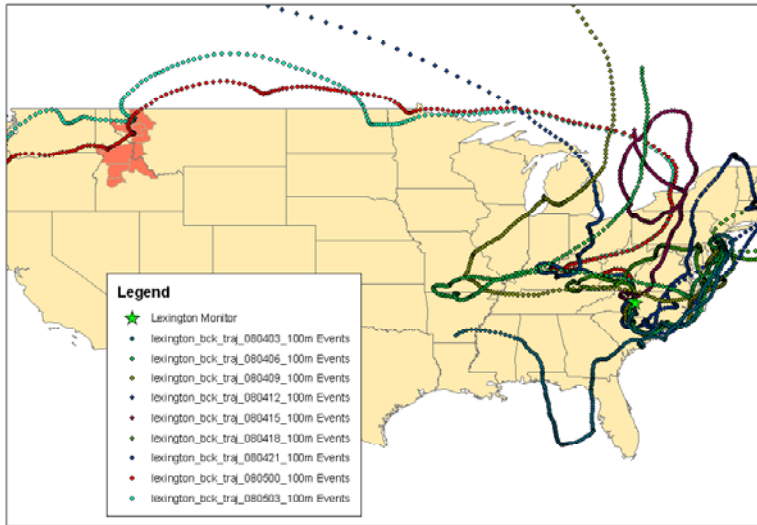 Legend
Lexington Monitor
lexington_bck_traj_080403_100m Events
lexington_bck_traj_080406_100m Events
lexington_bck_traj_080409_100m Events
lexington_bck_traj_080412_100m Events
lexington_bck_traj_080415_100m Events
lexington_bck_traj_080418_100m Events
lexington_bck_traj_080421_100m Events
lexington_bck_traj_080500_100m Events
lexington_bck_traj_080503_100m Events